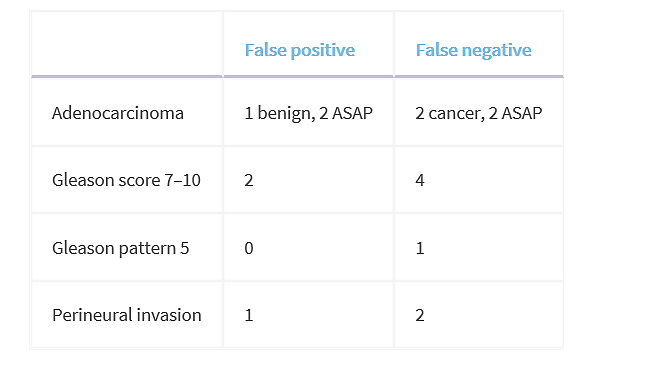 False positive False negative
Adenocarcinoma 1 benign, 2 ASAP 2 cancer, 2 ASAP
Gleason score 7–10 2 4
Gleason pattern 5 0 1
Perineural invasion 1 2